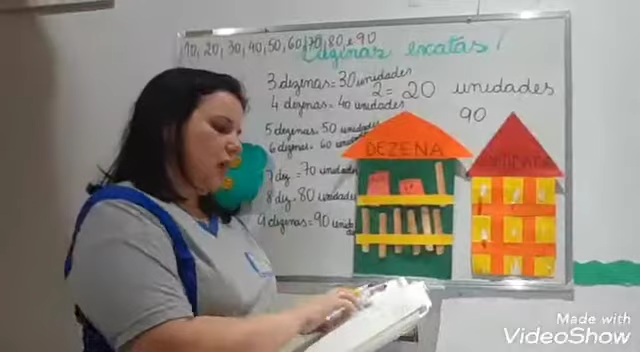 10, 20, 30, 40, 50, 60, 70, 80 e 90
Dezenas exatas!
3 dezenas = 30 unidades
2 = 20 unidades
4 dezenas = 40 unidades
90
5 dezenas = 50 unidades
6 dezenas = 60
DEZENA
7 dez = 70 unidades
8 dez = 80 unidades
9 dezenas = 90
Made with
VideoShow